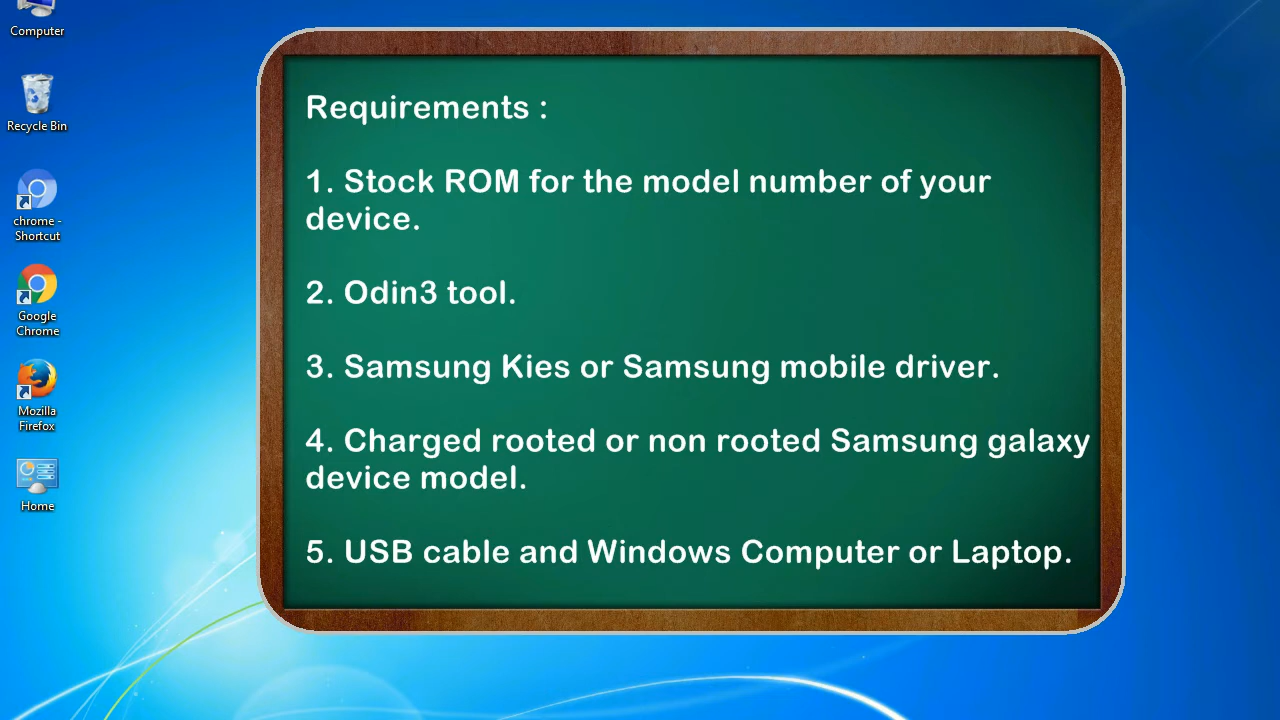 Computer
Recycle Bin
chrome -
Shortcut
Google
Chrome
Mozilla
Firefox
Home
Requirements :
1. Stock ROM for the model number of your
device.
2. Odin3 tool.
3. Samsung Kies or Samsung mobile driver.
4. Charged rooted or non rooted Samsung galaxy
device model.
5. USB cable and Windows Computer or Laptop.